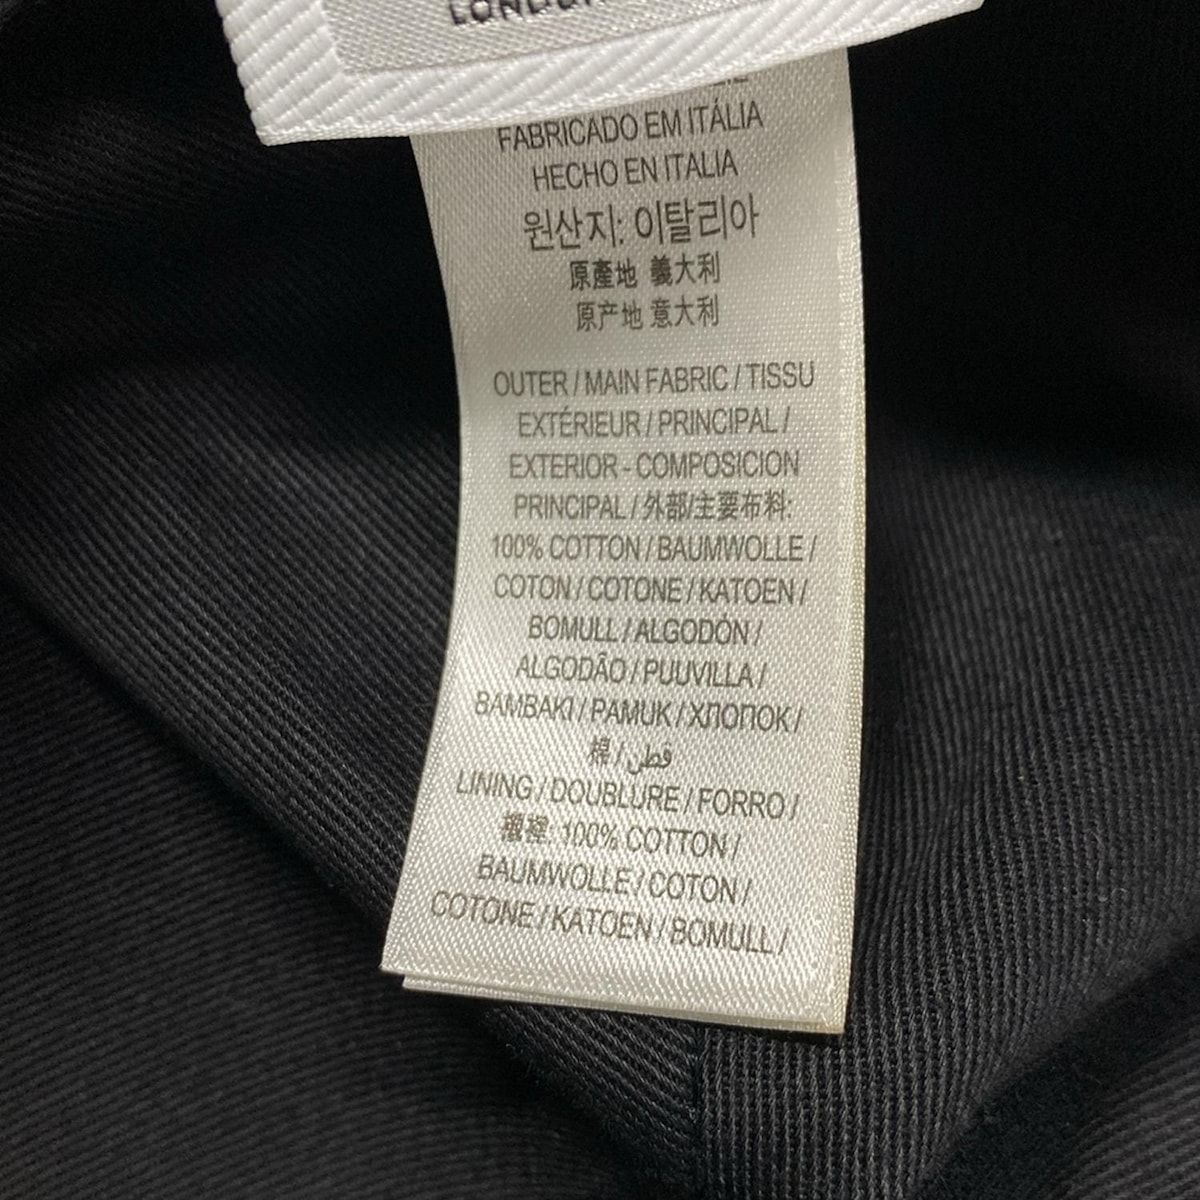 LONDON
FABRICADO EM ITÁLIA
HECHO EN ITALIA
원산지: 이탈리아
原產地 義大利
原产地 意大利
OUTER / MAIN FABRIC / TISSU
EXTÉRIEUR / PRINCIPAL /
EXTERIOR - COMPOSICION
PRINCIPAL / 外部/主要布料:
100% COTTON / BAUMWOLLE /
COTON / COTONE / KATOEN /
BOMULL / ALGODÓN /
ALGODÃO / PUUVILLA /
BAMBAKI / PAMUK / ХЛОПОК /
棉 / قطن
LINING / DOUBLURE / FORRO /
襯裡: 100% COTTON /
BAUMWOLLE / COTON /
COTONE / KATOEN / BOMULL /